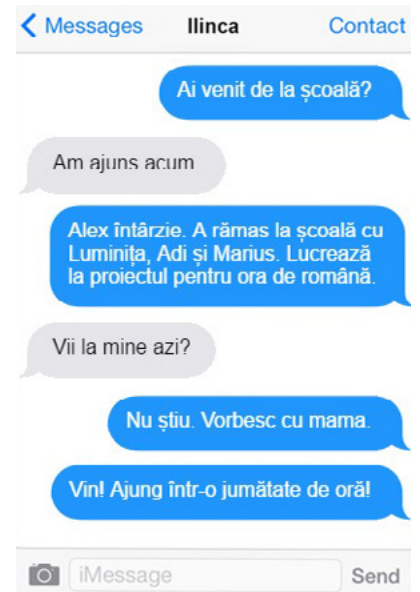 Messages Ilinca Contact
Ai venit de la școală?
Am ajuns acum
Alex întârzie. A rămas la școală cu
Luminița, Adi și Marius. Lucrează
la proiectul pentru ora de română.
Vii la mine azi?
Nu știu. Vorbesc cu mama.
Vin! Ajung într-o jumătate de oră!
iMessage Send